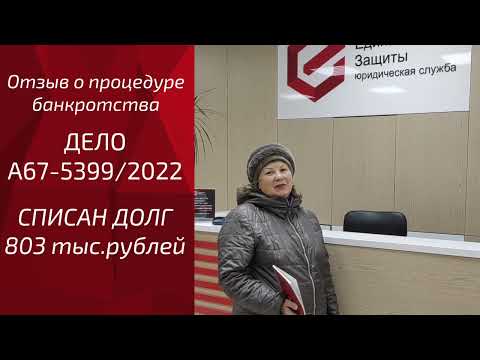 Отзыв о процедуре
банкротства
ДЕЛО
А67-5399/2022
СПИСАН ДОЛГ
803 тыс.рублей
Защиты
юридическая служба